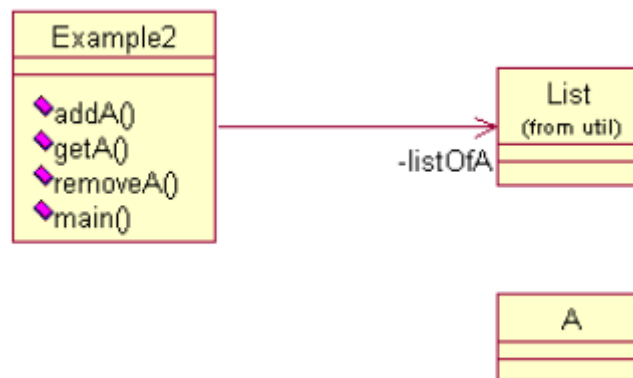 Example2
addA()
getA()
removeA()
main()
List
(from util)
-listOfA
A